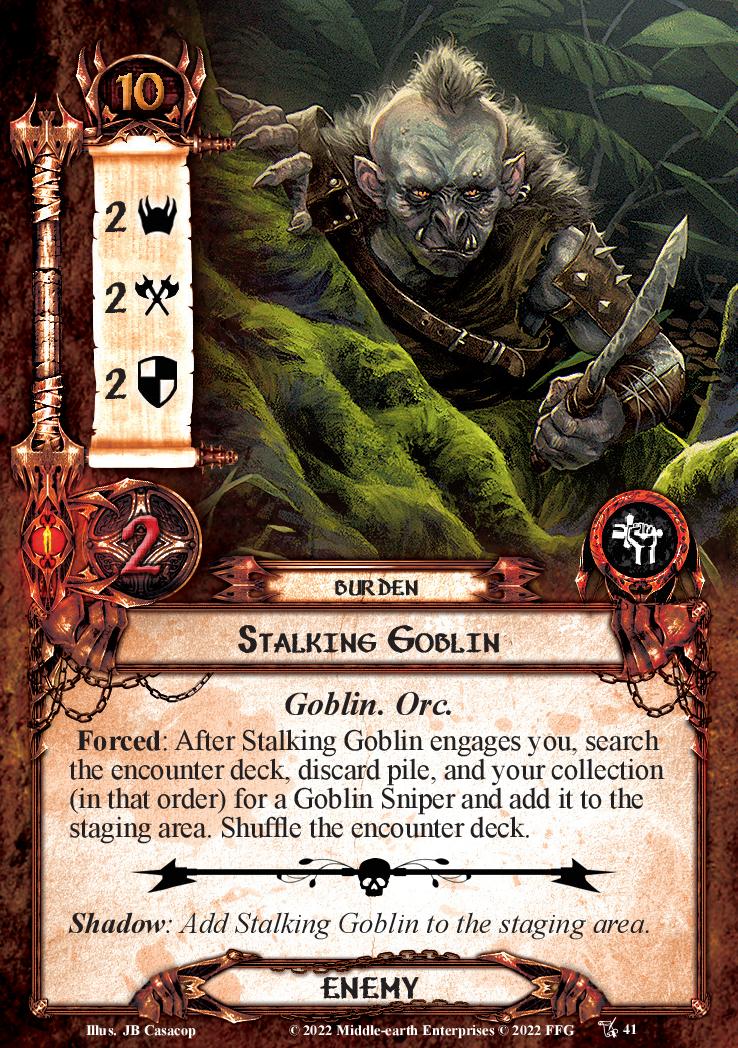 10
2
2
2
2
BURDEN
STALKING GOBLIN
Goblin. Orc.
Forced: After Stalking Goblin engages you, search
the encounter deck, discard pile, and your collection
(in that order) for a Goblin Sniper and add it to the
staging area. Shuffle the encounter deck.
Shadow: Add Stalking Goblin to the staging area.
ENEMY
Illus. JB Casacop © 2022 Middle-earth Enterprises © 2022 FFG 41